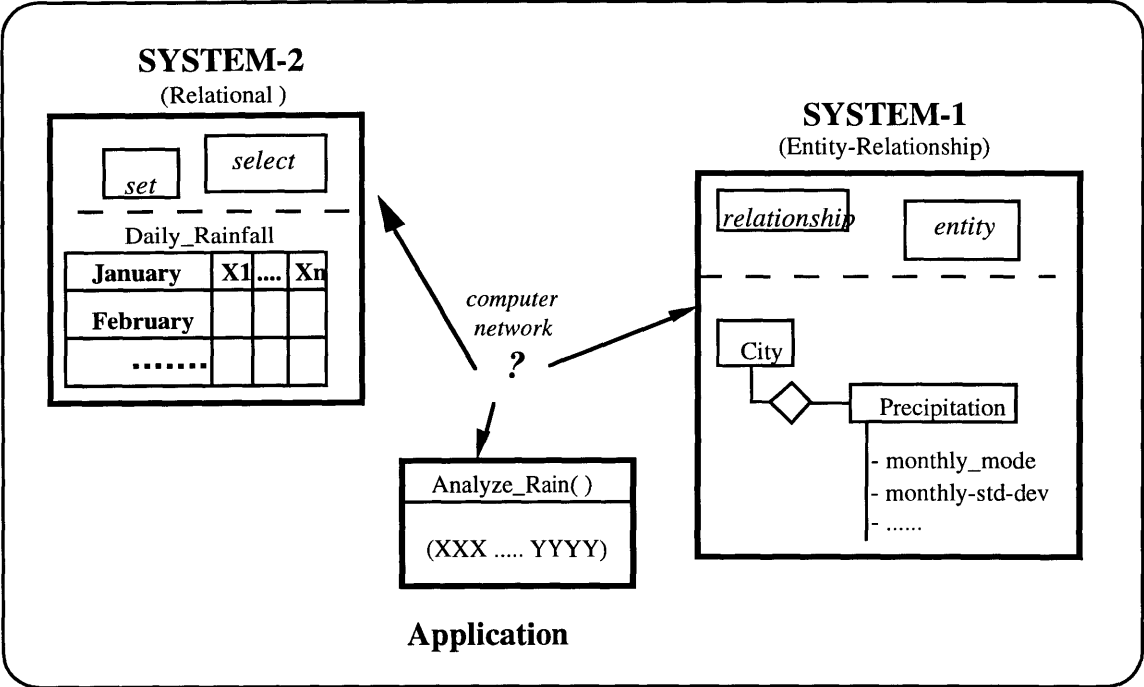 SYSTEM-2
(Relational )
set
select
Daily_Rainfall
January X1 .... Xn
February
.......
computer
network
?
SYSTEM-1
(Entity-Relationship)
relationship
entity
City
Precipitation
- monthly_mode
- monthly-std-dev
- ......
Analyze_Rain( )
(XXX ..... YYYY)
Application